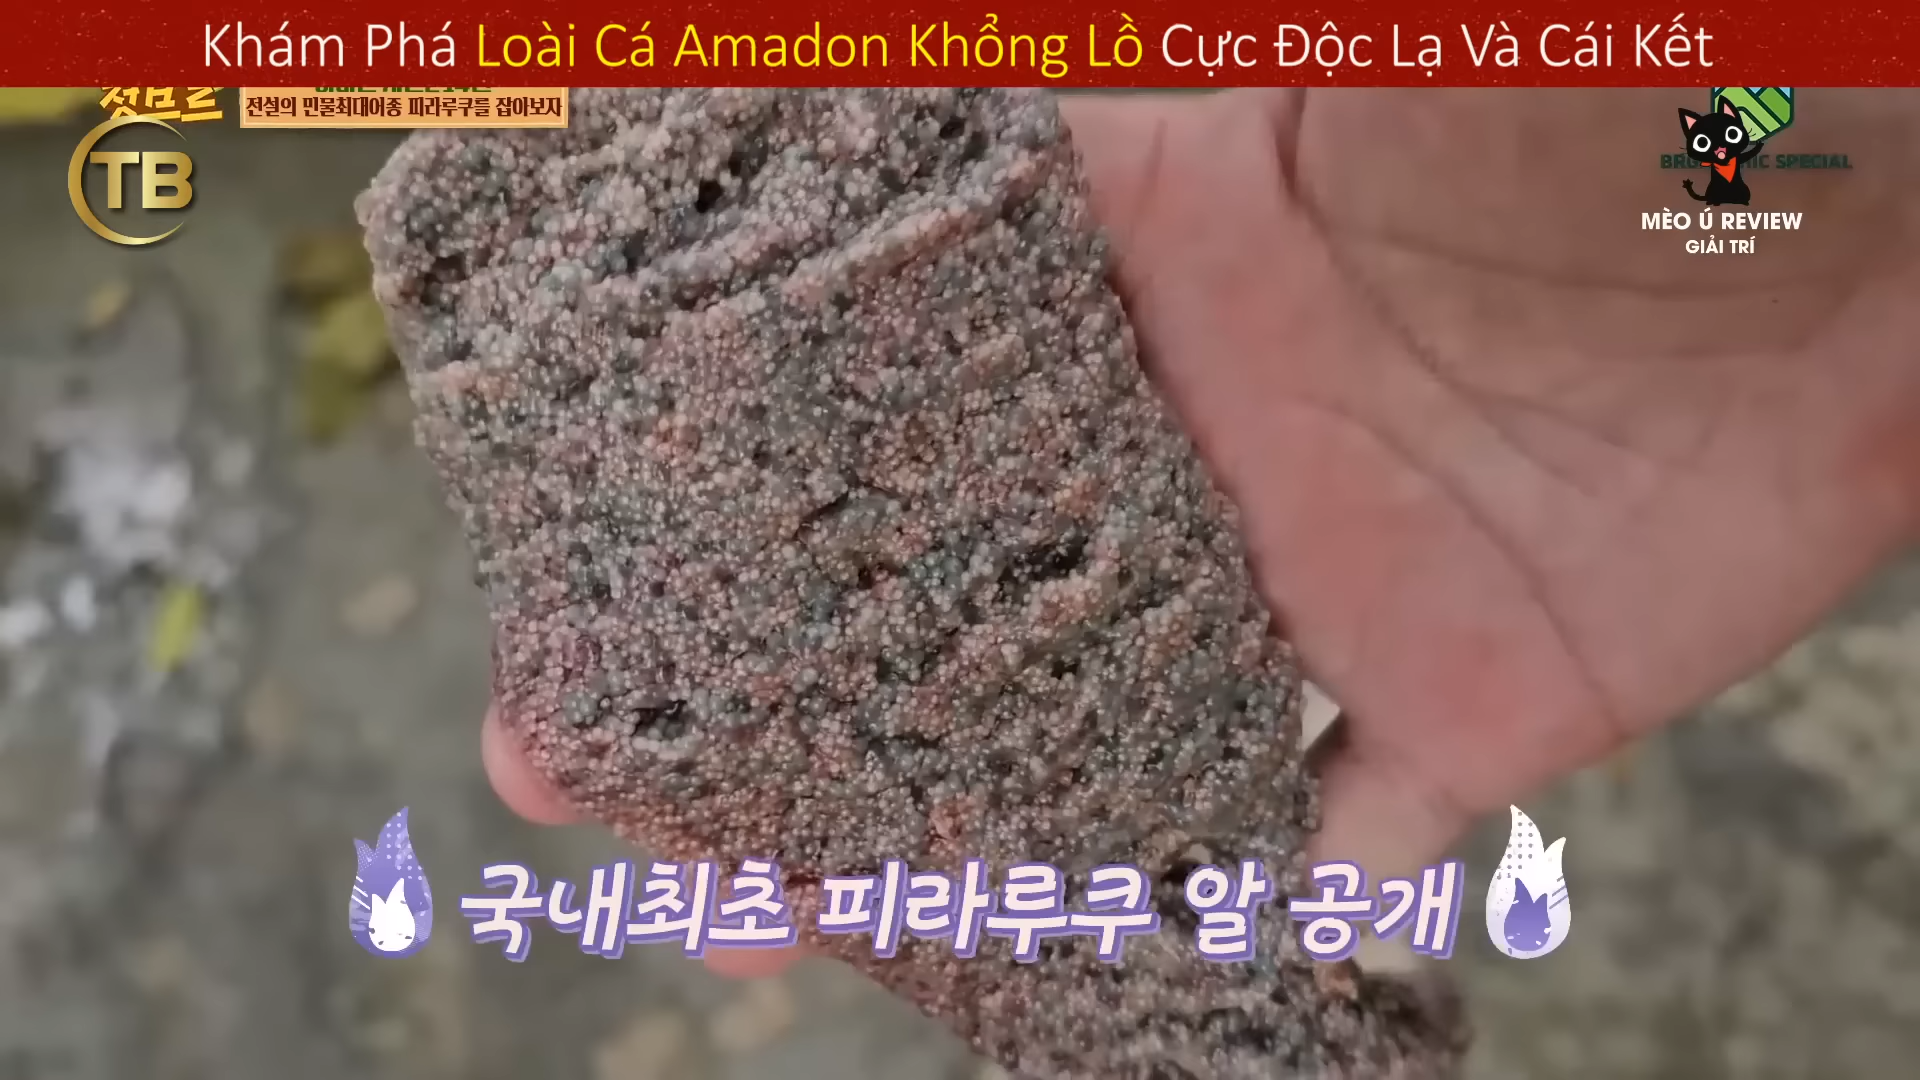 Khám Phá Loài Cá Amadon Khổng Lồ Cực Độc Lạ Và Cái Kết
전설의 민물최대어종 피라루쿠를 잡아보자
TB
SPECIAL
MÈO Ú REVIEW
GIẢI TRÍ
국내최초 피라루쿠 알 공개